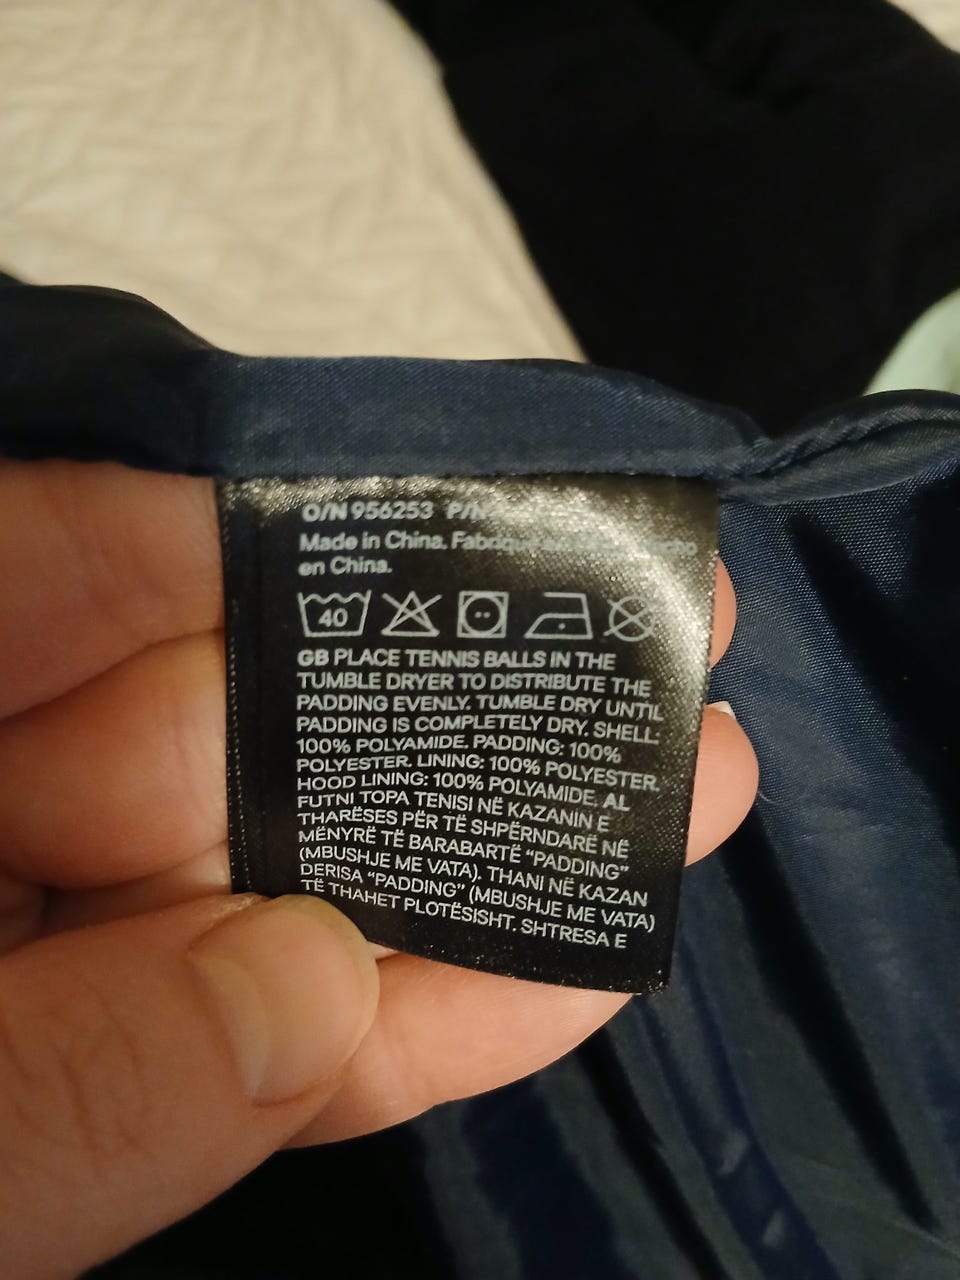 O/N 956253 P/N
Made in China. Fabriqué
en China.
40
GB PLACE TENNIS BALLS IN THE
TUMBLE DRYER TO DISTRIBUTE THE
PADDING EVENLY. TUMBLE DRY UNTIL
PADDING IS COMPLETELY DRY. SHELL:
100% POLYAMIDE. PADDING: 100%
POLYESTER. LINING: 100% POLYESTER.
HOOD LINING: 100% POLYAMIDE. AL
FUTNI TOPA TENISI NË KAZANIN E
THARËSES PËR TË SHPËRNDARË NË
MËNYRË TË BARABARTË "PADDING"
(MBUSHJE ME VATA). THANI NË KAZAN
DERISA "PADDING" (MBUSHJE ME VATA)
TË THAHET PLOTËSISHT. SHTRESA E